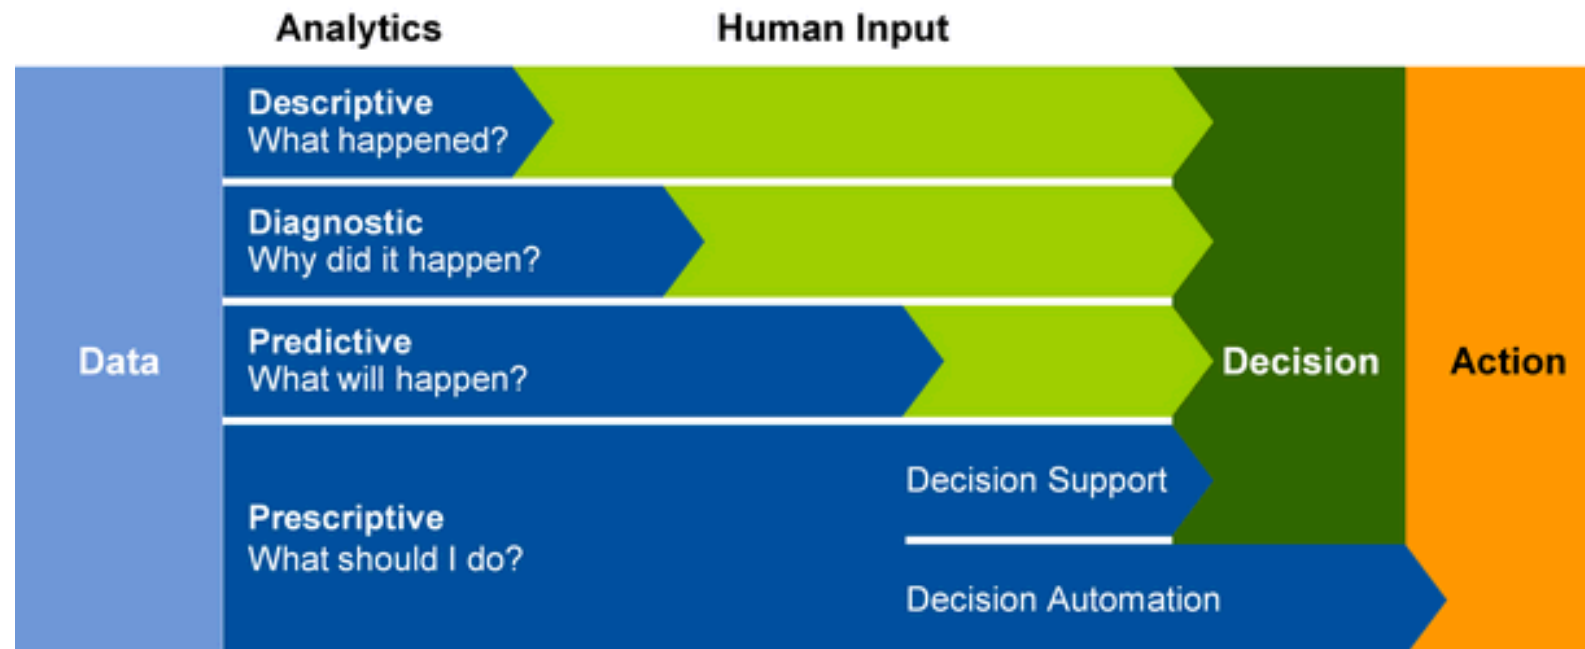 Analytics
Human Input
Descriptive
What happened?
Diagnostic
Why did it happen?
Predictive
What will happen?
Data
Decision
Action
Decision Support
Prescriptive
What should I do?
Decision Automation